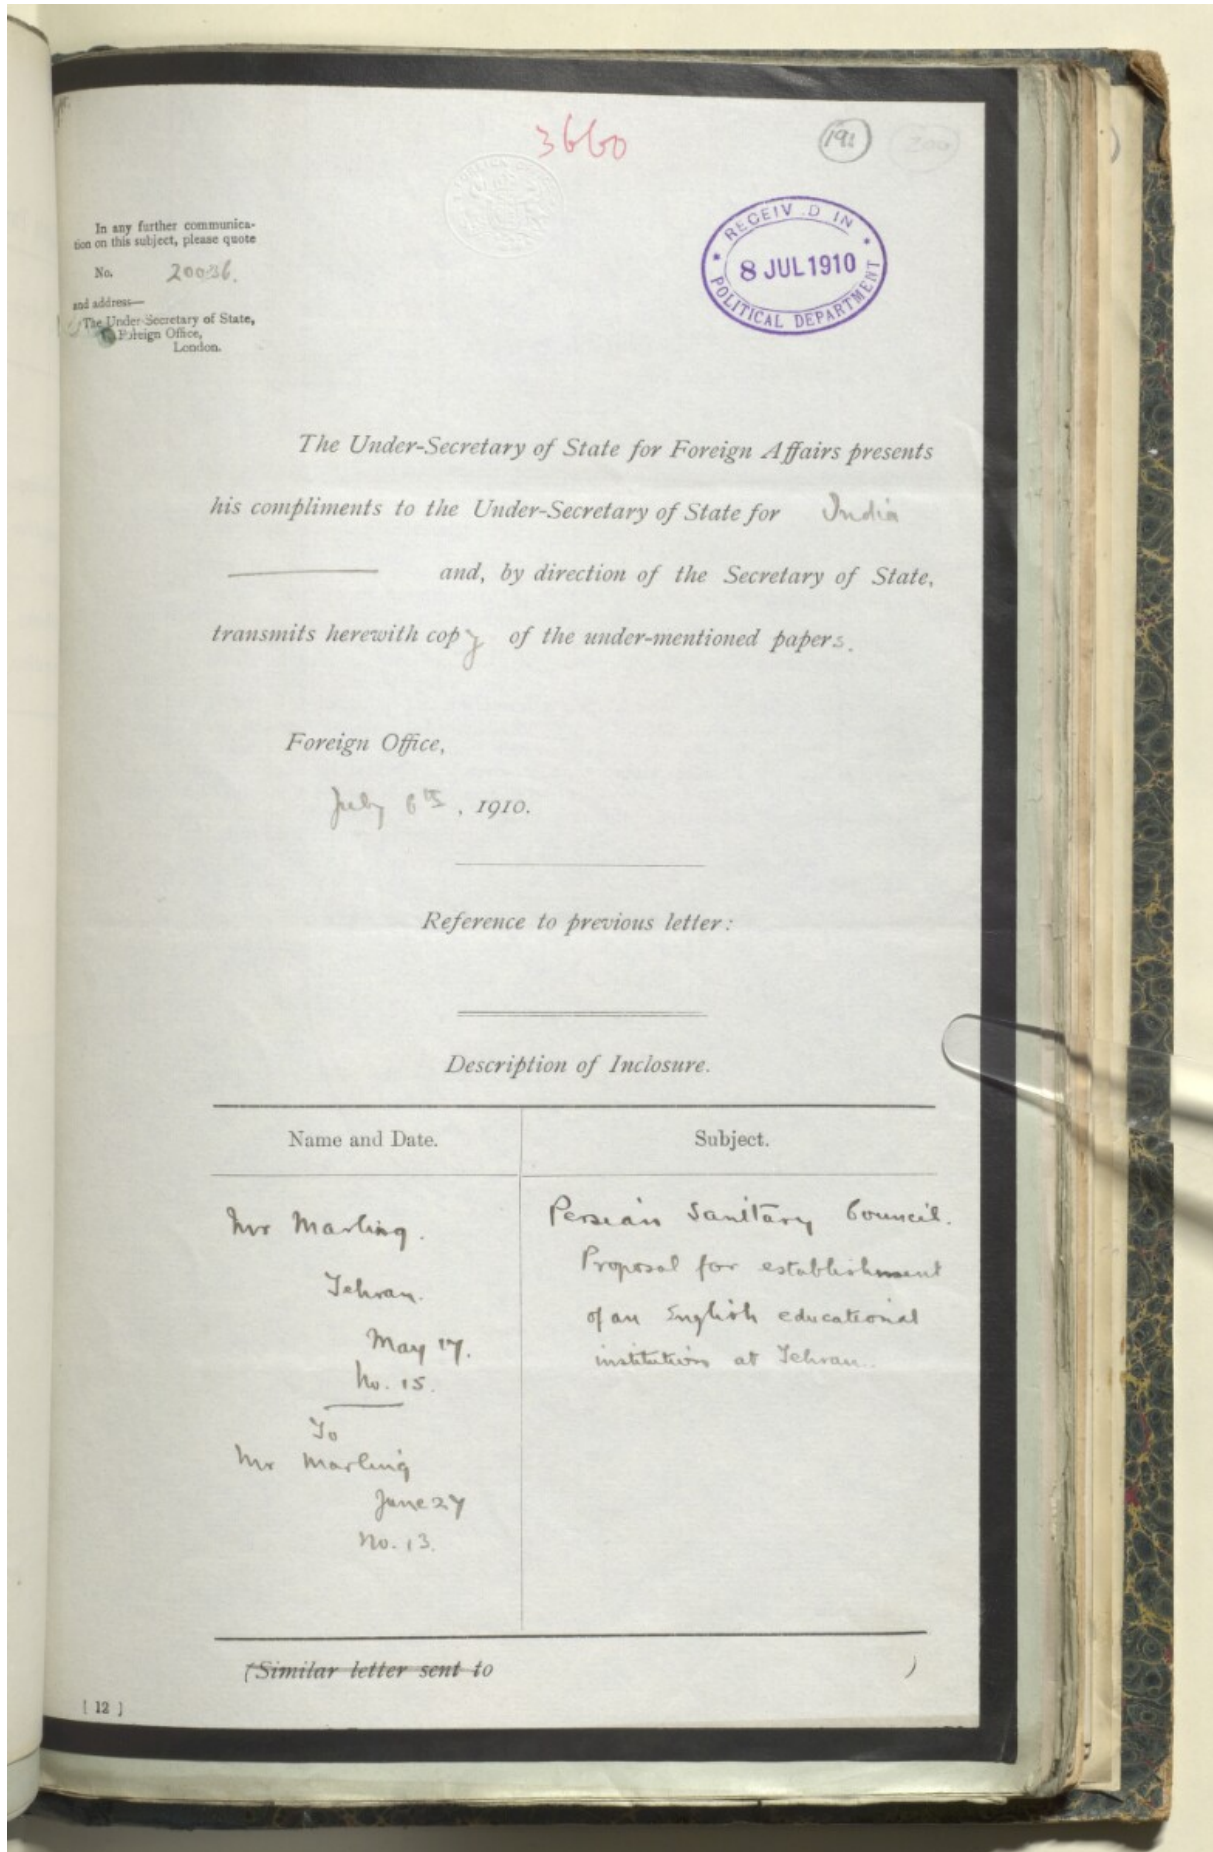 3660
191
200
In any further communica-
tion on this subject, please quote
No. 20036.
and address—
The Under-Secretary of State,
Foreign Office,
London.
RECEIV D IN
8 JUL 1910
POLITICAL DEPARTMENT
The Under-Secretary of State for Foreign Affairs presents
his compliments to the Under-Secretary of State for India
and, by direction of the Secretary of State,
transmits herewith copy of the under-mentioned papers.
Foreign Office,
July 6th, 1910.
Reference to previous letter:
Description of Inclosure.
Name and Date.
Subject.
Mr Marling.
Tehran.
May 17.
No. 15.
To
Mr Marling
June 27
No. 13.
Persian Sanitary Council.
Proposal for establishment
of an English educational
institution at Tehran.
(Similar letter sent to )
[ 12 ]